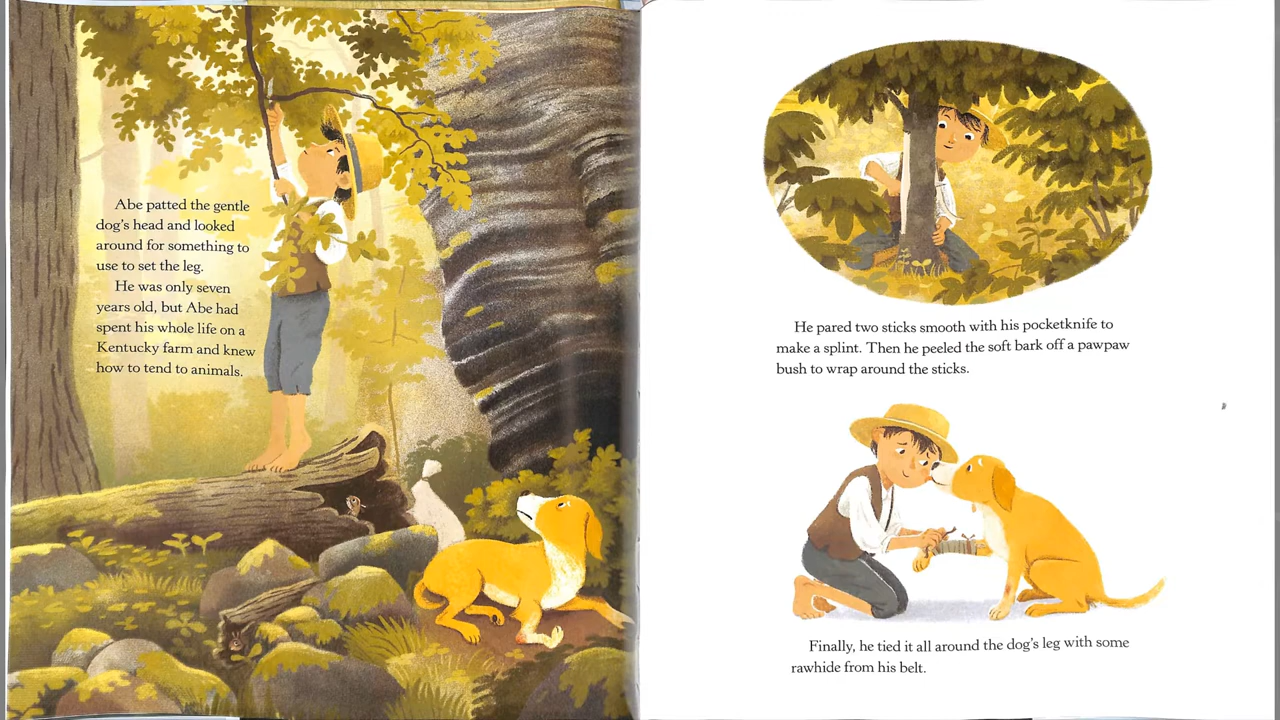 Abe patted the gentle
dog's head and looked
around for something to
use to set the leg.
He was only seven
years old, but Abe had
spent his whole life on a
Kentucky farm and knew
how to tend to animals.
He pared two sticks smooth with his pocketknife to
make a splint. Then he peeled the soft bark off a pawpaw
bush to wrap around the sticks.
Finally, he tied it all around the dog's leg with some
rawhide from his belt.